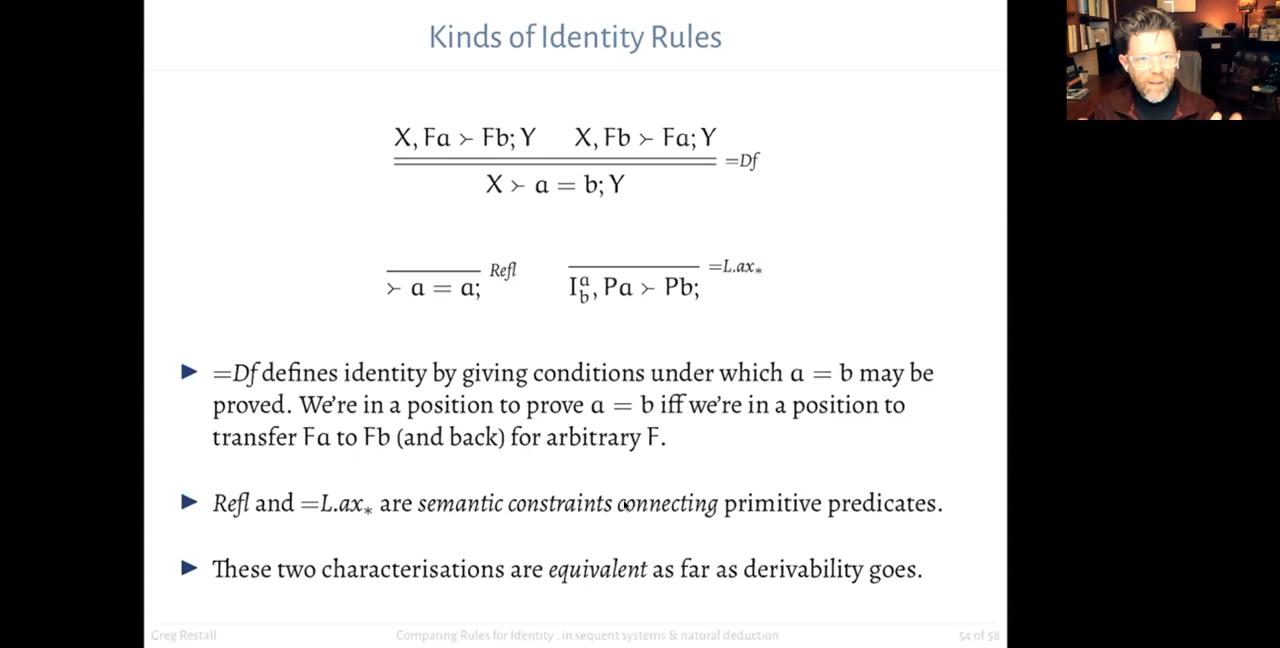 Kinds of Identity Rules
X, Fa ≻ Fb; Y X, Fb ≻ Fa; Y
=Df
X ≻ a = b; Y
Refl =L.ax*
≻ a = a; I^a_b, Pa ≻ Pb;
▶ =Df defines identity by giving conditions under which a = b may be
proved. We're in a position to prove a = b iff we're in a position to
transfer Fa to Fb (and back) for arbitrary F.
▶ Refl and =L.ax* are semantic constraints connecting primitive predicates.
▶ These two characterisations are equivalent as far as derivability goes.
Greg Restall Comparing Rules for Identity . in sequent systems & natural deduction 54 of 58